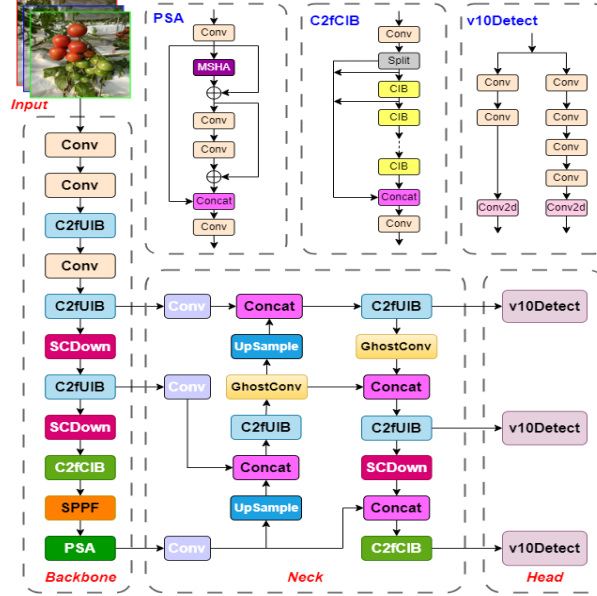 PSA
Conv
MSHA
Conv
Conv
Concat
Conv
C2fCIB
Conv
Split
CIB
CIB
CIB
Concat
Conv
v10Detect
Conv
Conv
Conv2d
Conv
Conv
Conv
Conv
Conv2d
Input
Conv
Conv
C2fUIB
Conv
C2fUIB
SCDown
C2fUIB
SCDown
C2fCIB
SPPF
PSA
Backbone
Conv
Conv
Conv
Concat
UpSample
GhostConv
C2fUIB
Concat
UpSample
C2fUIB
GhostConv
Concat
C2fUIB
SCDown
Concat
C2fCIB
Neck
v10Detect
v10Detect
v10Detect
Head